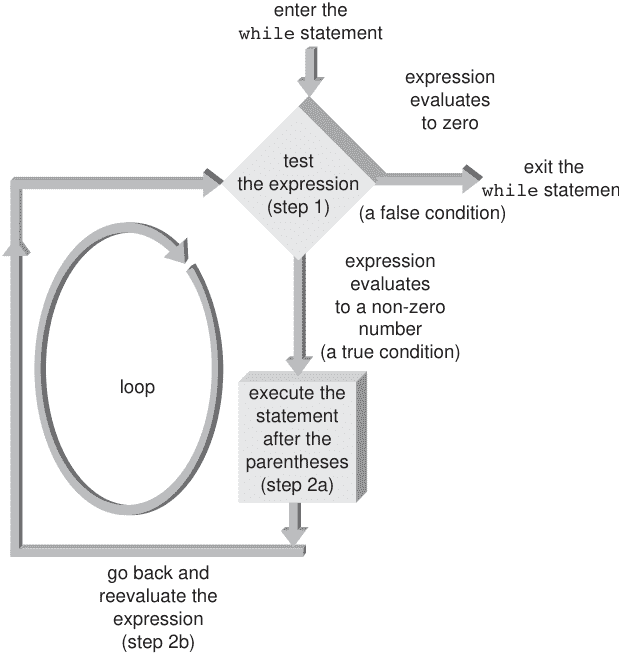 enter the
while statement
expression
evaluates
to zero
test
the expression
(step 1)
exit the
while statemen
(a false condition)
expression
evaluates
to a non-zero
number
(a true condition)
loop
execute the
statement
after the
parentheses
(step 2a)
go back and
reevaluate the
expression
(step 2b)